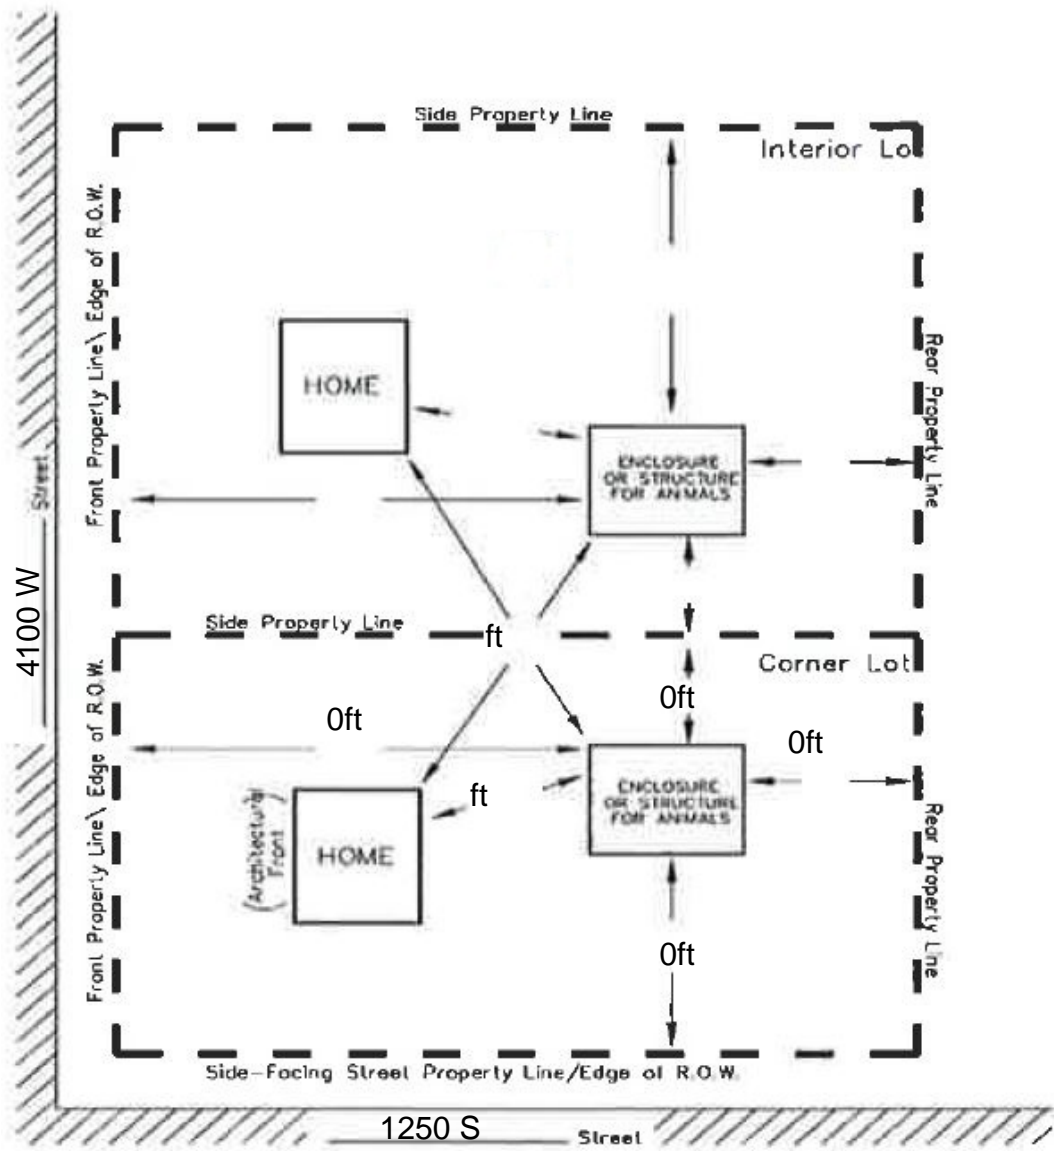 Side Property Line
Interior Lo
Front Property Line\ Edge of R.O.W.
HOME
ENCLOSURE
OR STRUCTURE
FOR ANIMALS
Rear Property Line
Street
4100 W
Side Property Line
ft
Corner Lot
0ft
0ft
0ft
Front Property Line\ Edge of R.O.W.
ft
ENCLOSURE
OR STRUCTURE
FOR ANIMALS
(Architectural
Front)
HOME
Rear Property Line
0ft
Side-Facing Street Property Line/Edge of R.O.W.
1250 S
Street